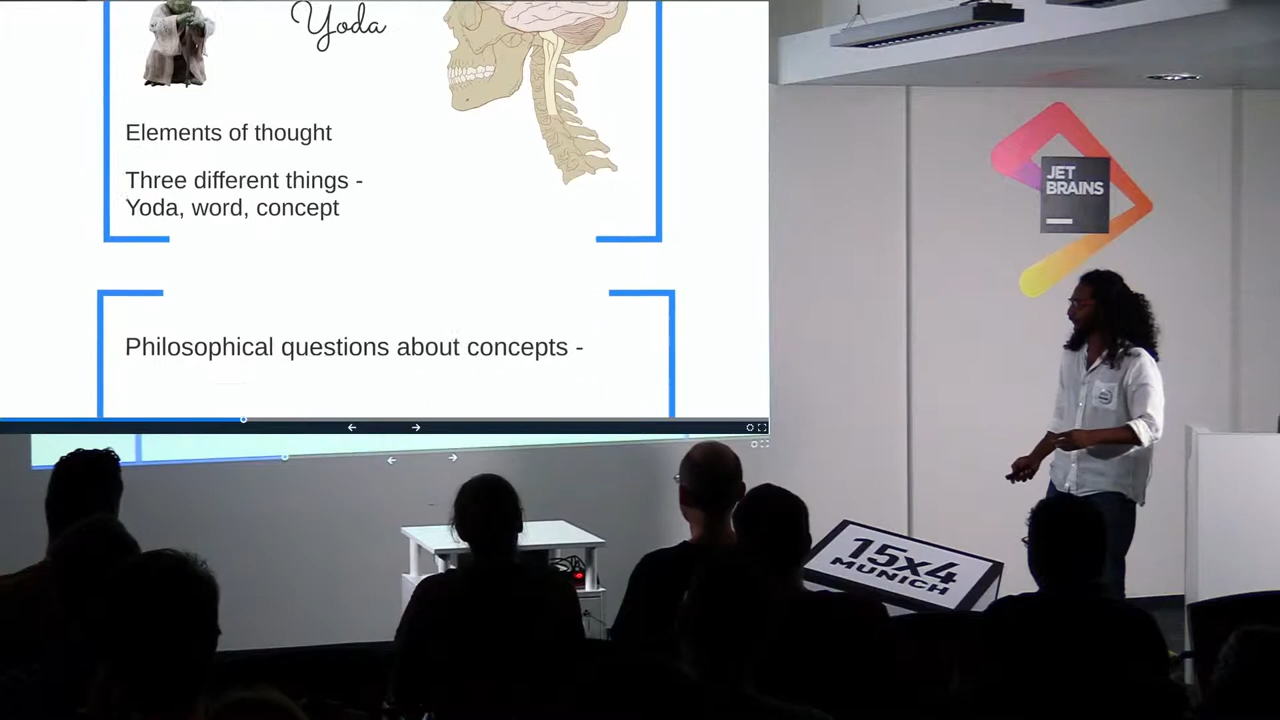 Yoda
Elements of thought
Three different things -
Yoda, word, concept
Philosophical questions about concepts -
JET
BRAINS
15x4
MUNICH